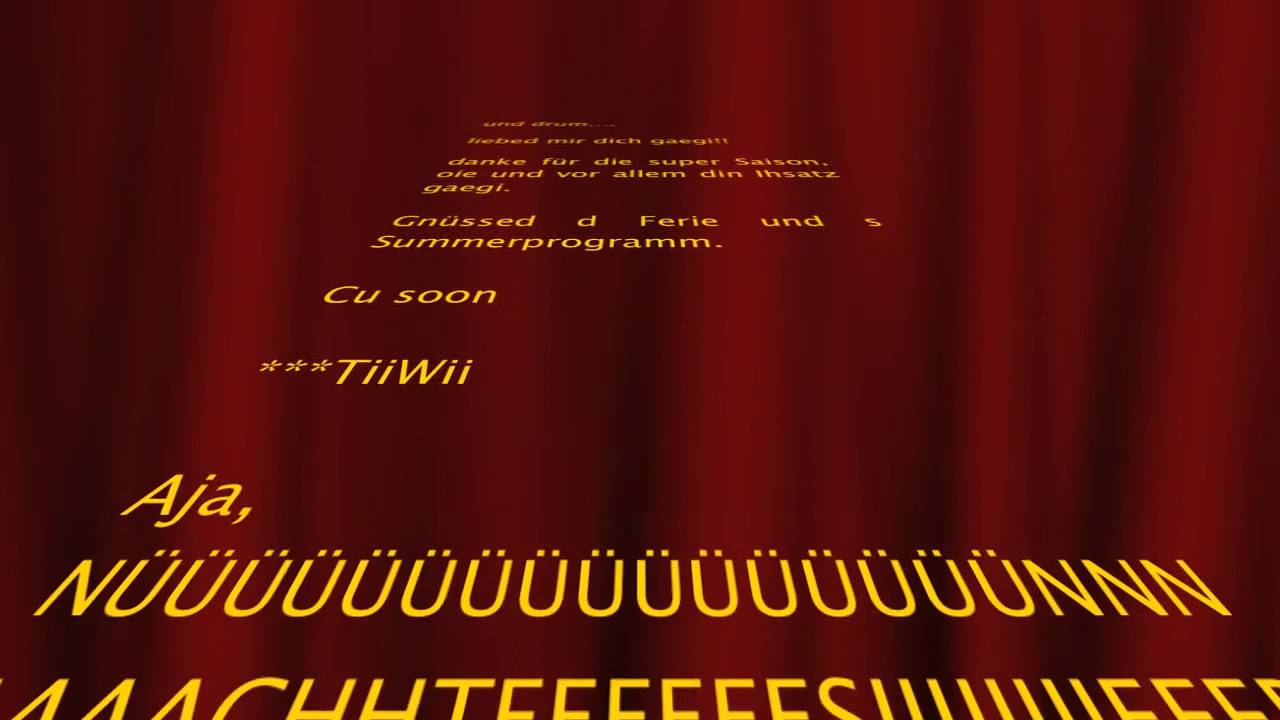 und drum....
liebed mir dich gaegi!!
danke für die super Saison,
oie und vor allem din Ihsatz
gaegi.
Gnüssed d Ferie und s
Summerprogramm.
Cu soon
***TiiWii
Aja,
NÜÜÜÜÜÜÜÜÜÜÜÜÜÜÜÜÜNNN